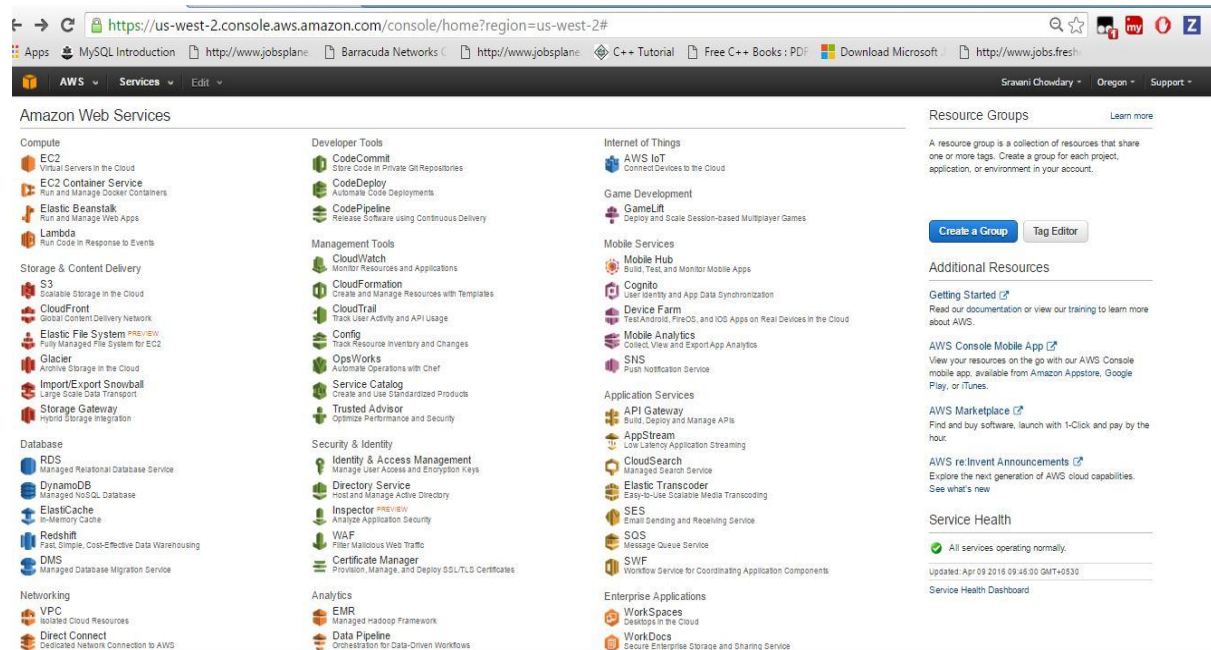 https://us-west-2.console.aws.amazon.com/console/home?region=us-west-2#
Apps MySQL Introduction http://www.jobsplane Barracuda Networks http://www.jobsplane C++ Tutorial Free C++ Books : PDF Download Microsoft http://www.jobs.fresh
AWS Services Edit Sravani Chowdary Oregon Support
Amazon Web Services
Compute
EC2
Virtual Servers in the Cloud
EC2 Container Service
Run and Manage Docker Containers
Elastic Beanstalk
Run and Manage Web Apps
Lambda
Run Code in Response to Events
Storage & Content Delivery
S3
Scalable Storage in the Cloud
CloudFront
Global Content Delivery Network
Elastic File System PREVIEW
Fully Managed File System for EC2
Glacier
Archive Storage in the Cloud
Import/Export Snowball
Large Scale Data Transport
Storage Gateway
Hybrid Storage Integration
Database
RDS
Managed Relational Database Service
DynamoDB
Managed NoSQL Database
ElastiCache
In-Memory Cache
Redshift
Fast, Simple, Cost-Effective Data Warehousing
DMS
Managed Database Migration Service
Networking
VPC
Isolated Cloud Resources
Direct Connect
Dedicated Network Connection to AWS
Developer Tools
CodeCommit
Store Code in Private Git Repositories
CodeDeploy
Automate Code Deployments
CodePipeline
Release Software using Continuous Delivery
Management Tools
CloudWatch
Monitor Resources and Applications
CloudFormation
Create and Manage Resources with Templates
CloudTrail
Track User Activity and API Usage
Config
Track Resource Inventory and Changes
OpsWorks
Automate Operations with Chef
Service Catalog
Create and Use Standardized Products
Trusted Advisor
Optimize Performance and Security
Security & Identity
Identity & Access Management
Manage User Access and Encryption Keys
Directory Service
Host and Manage Active Directory
Inspector PREVIEW
Analyze Application Security
WAF
Filter Malicious Web Traffic
Certificate Manager
Provision, Manage, and Deploy SSL/TLS Certificates
Analytics
EMR
Managed Hadoop Framework
Data Pipeline
Orchestration for Data-Driven Workflows
Internet of Things
AWS IoT
Connect Devices to the Cloud
Game Development
GameLift
Deploy and Scale Session-based Multiplayer Games
Mobile Services
Mobile Hub
Build, Test, and Monitor Mobile Apps
Cognito
User Identity and App Data Synchronization
Device Farm
Test Android, FireOS, and iOS Apps on Real Devices in the Cloud
Mobile Analytics
Collect, View and Export App Analytics
SNS
Push Notification Service
Application Services
API Gateway
Build, Deploy and Manage APIs
AppStream
Low Latency Application Streaming
CloudSearch
Managed Search Service
Elastic Transcoder
Easy-to-Use Scalable Media Transcoding
SES
Email Sending and Receiving Service
SQS
Message Queue Service
SWF
Workflow Service for Coordinating Application Components
Enterprise Applications
WorkSpaces
Desktops in the Cloud
WorkDocs
Secure Enterprise Storage and Sharing Service
Resource Groups Learn more
A resource group is a collection of resources that share
one or more tags. Create a group for each project,
application, or environment in your account.
Create a Group Tag Editor
Additional Resources
Getting Started
Read our documentation or view our training to learn more
about AWS.
AWS Console Mobile App
View your resources on the go with our AWS Console
mobile app, available from Amazon Appstore, Google
Play, or iTunes.
AWS Marketplace
Find and buy software, launch with 1-Click and pay by the
hour.
AWS re:Invent Announcements
Explore the next generation of AWS cloud capabilities.
See what's new
Service Health
All services operating normally.
Updated: Apr 09 2016 09:46:00 GMT+0530
Service Health Dashboard